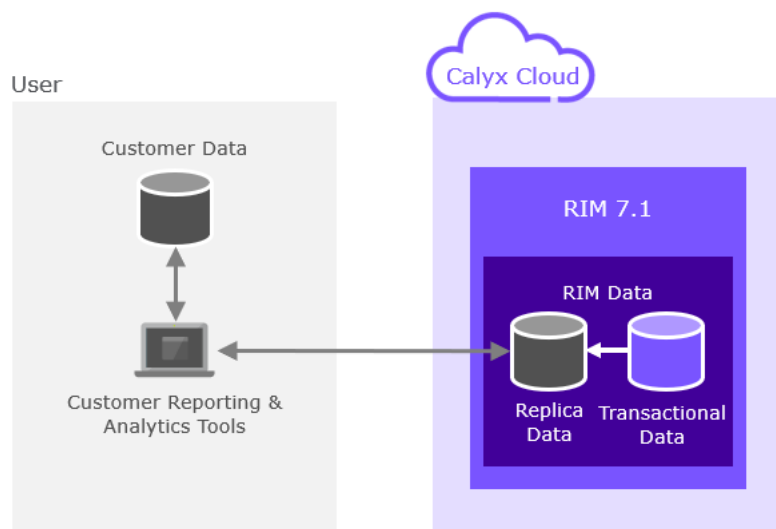 User
Customer Data
Customer Reporting &
Analytics Tools
Calyx Cloud
RIM 7.1
RIM Data
Replica
Data
Transactional
Data